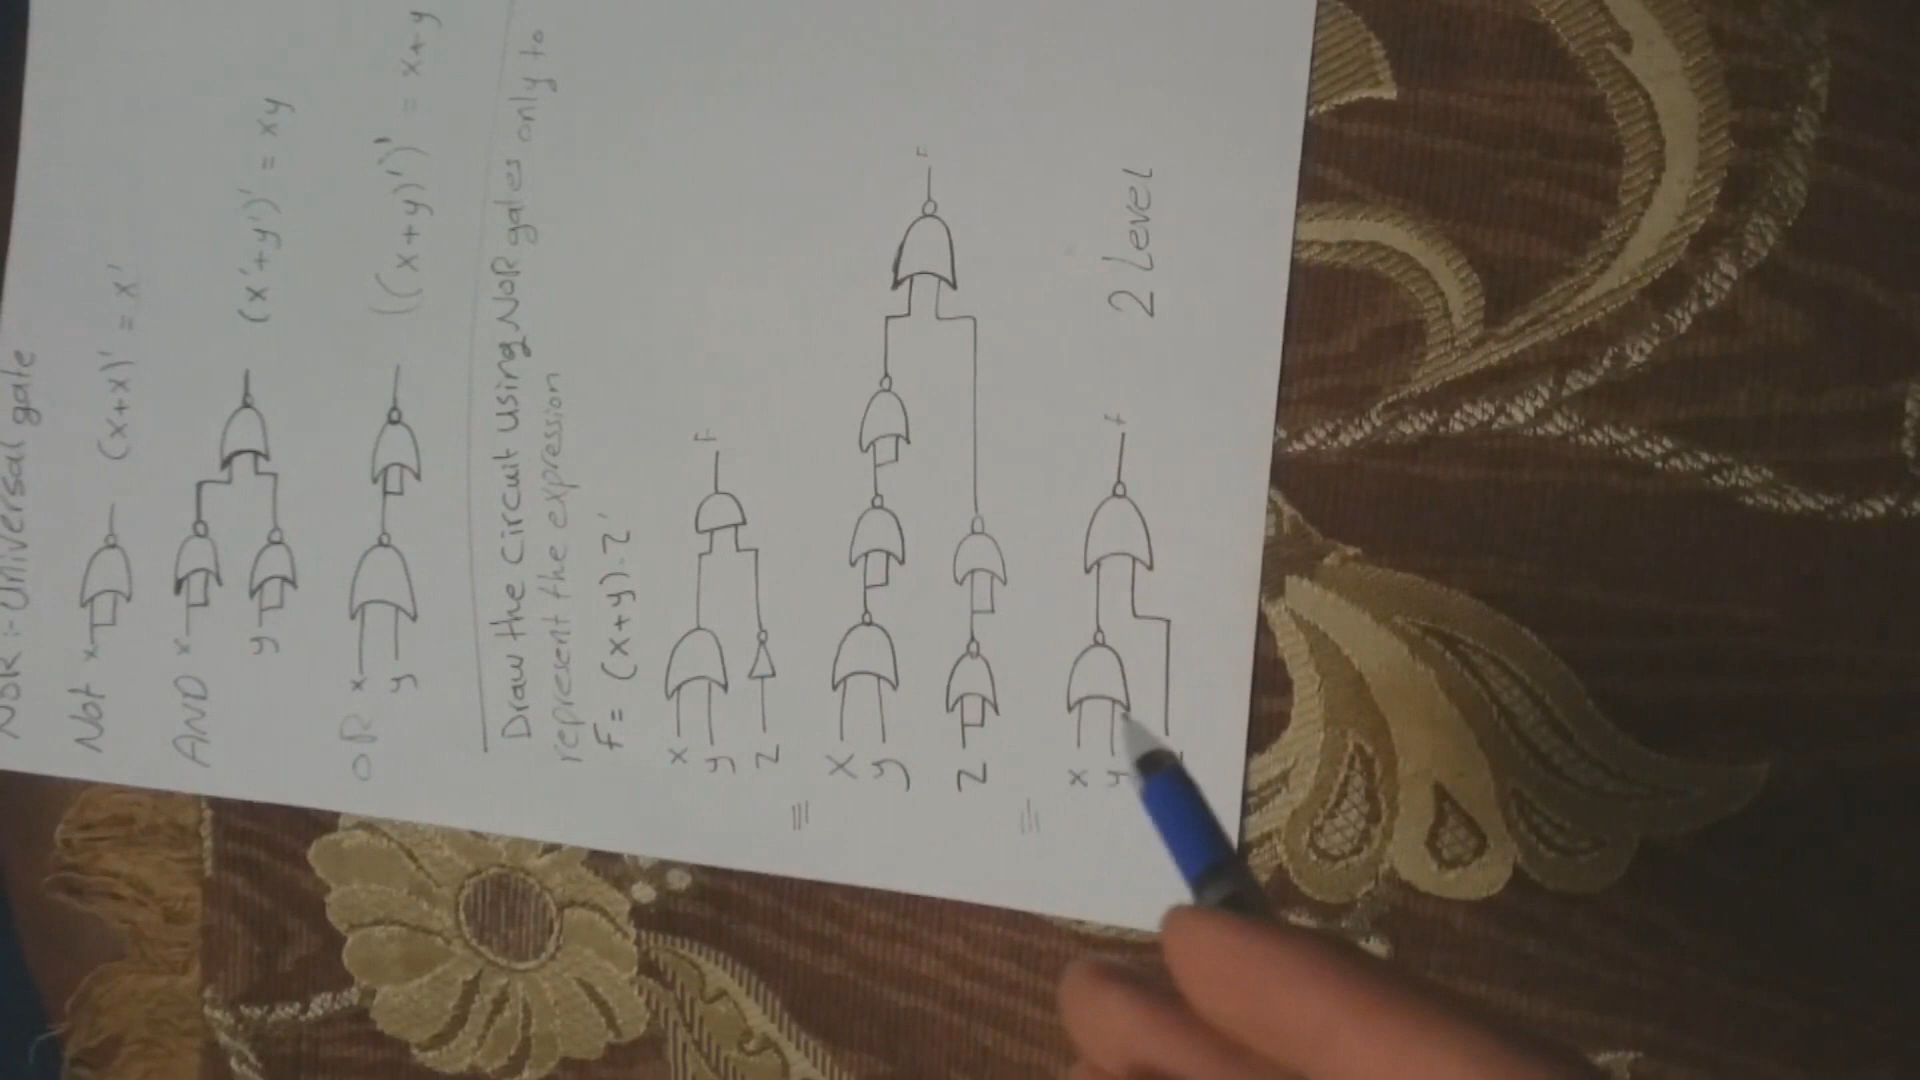 NOR :- Universal gate
Not x (x+x)' = x'
AND x y (x'+y')' = xy
OR x y ((x+y)')' = x+y
Draw the Circuit using NOR gates only to
represent the expression
F = (x+y).z'
x
y
z
F
=
x
y
z
F
=
x
y
F
2 Level